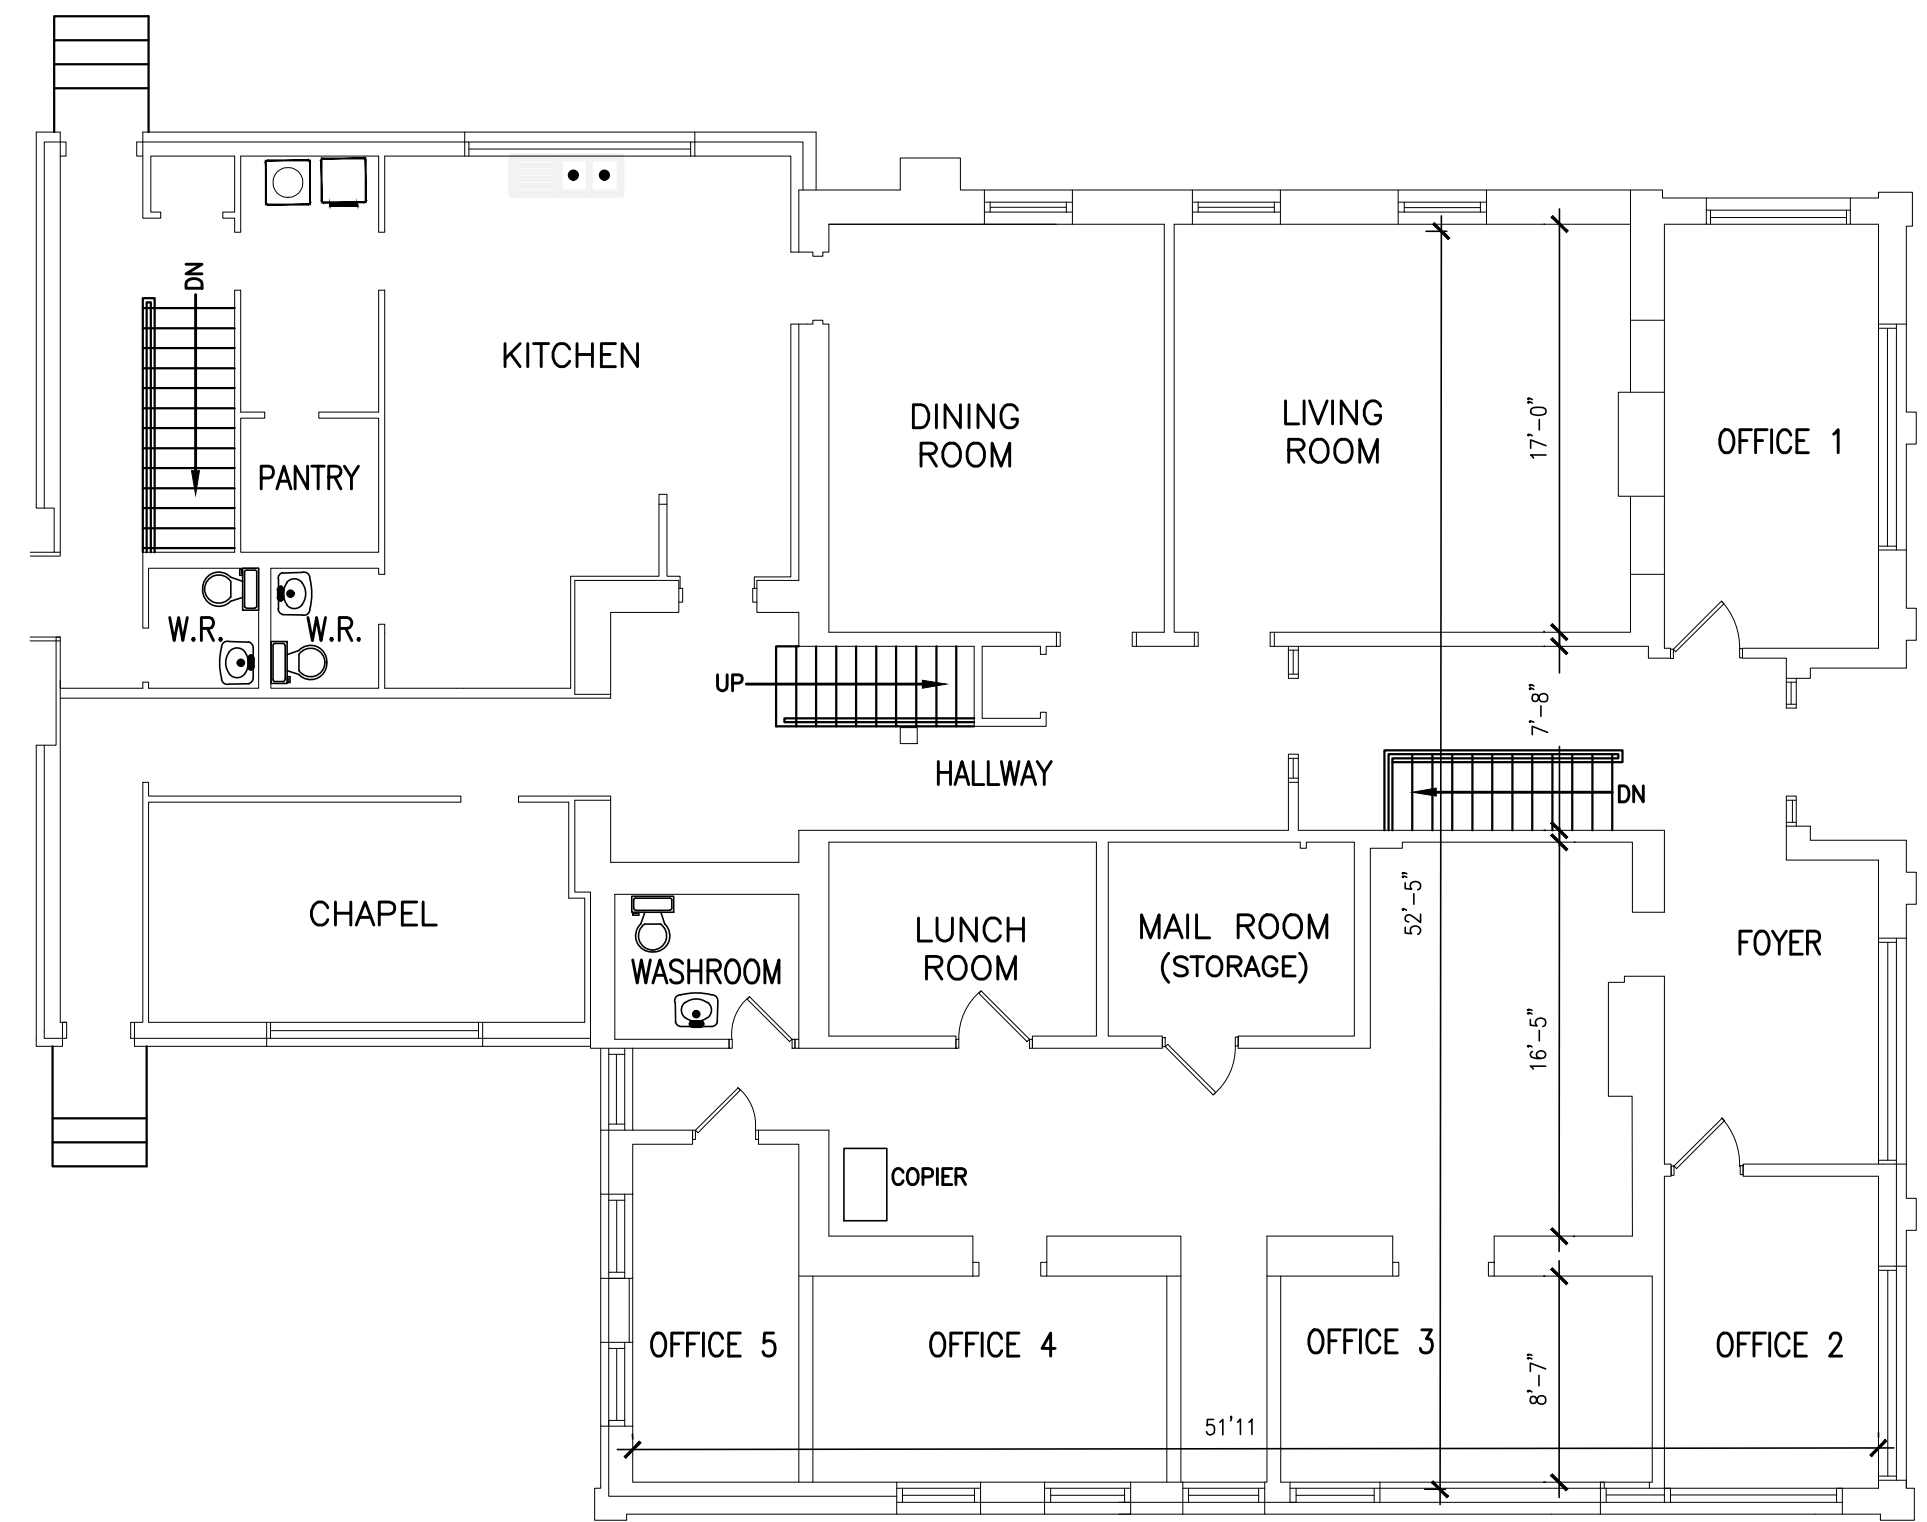 DN
KITCHEN
DINING
ROOM
LIVING
ROOM
17'-0"
OFFICE 1
PANTRY
W.R.
W.R.
UP
7'-8"
HALLWAY
DN
CHAPEL
WASHROOM
LUNCH
ROOM
MAIL ROOM
(STORAGE)
52'-5"
FOYER
16'-5"
COPIER
OFFICE 5
OFFICE 4
OFFICE 3
8'-7"
OFFICE 2
51'11